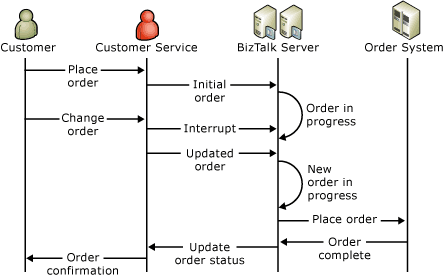 Customer
Customer Service
BizTalk Server
Order System
Place
order
Initial
order
Order in
progress
Change
order
Interrupt
Updated
order
New
order in
progress
Place order
Order
complete
Update
order status
Order
confirmation